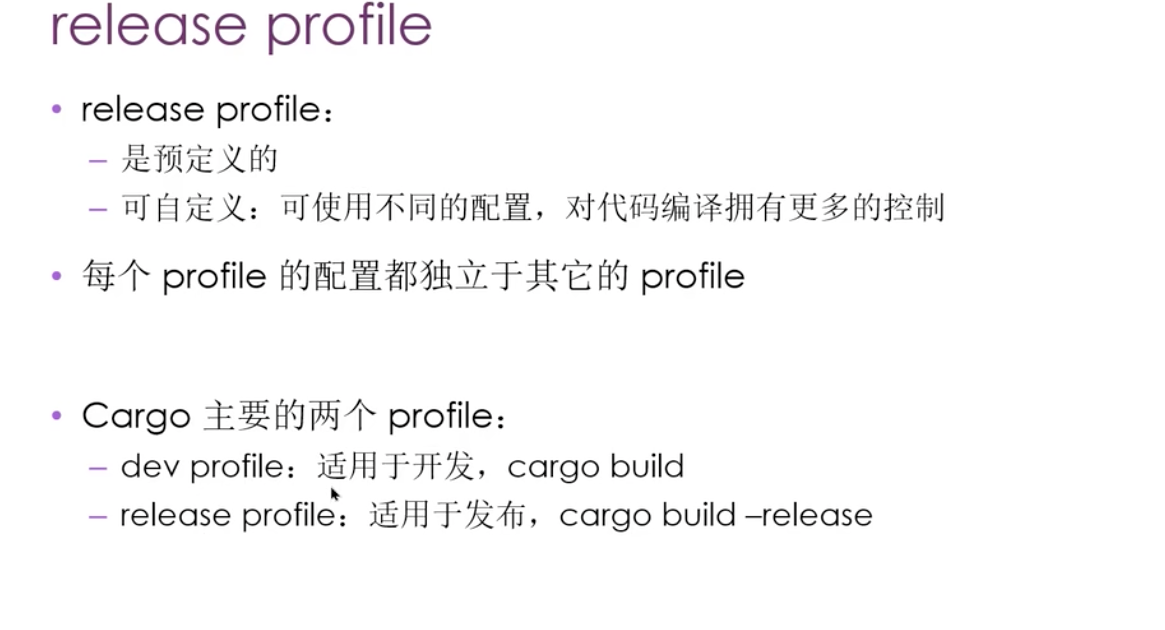 release profile
• release profile：
– 是预定义的
– 可自定义：可使用不同的配置，对代码编译拥有更多的控制
• 每个 profile 的配置都独立于其它的 profile
• Cargo 主要的两个 profile：
– dev profile：适用于开发，cargo build
– release profile：适用于发布，cargo build –release